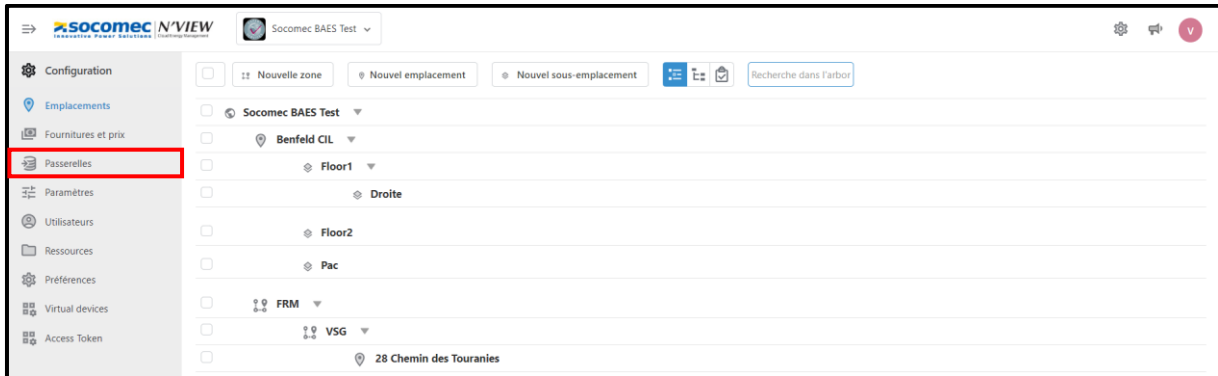 socomec N'VIEW
Innovative Power Solutions
Socomec BAES Test
V
Configuration
Nouvelle zone
Nouvel emplacement
Nouvel sous-emplacement
Recherche dans l'arbor
Emplacements
Fournitures et prix
Passerelles
Paramètres
Utilisateurs
Ressources
Préférences
Virtual devices
Access Token
Socomec BAES Test
Benfeld CIL
Floor1
Droite
Floor2
Pac
FRM
VSG
28 Chemin des Touranies